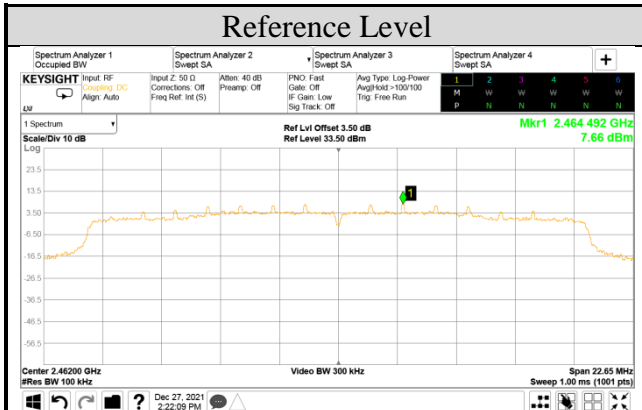 Reference Level
Spectrum Analyzer 1
Occupied BW
Spectrum Analyzer 2
Swept SA
Spectrum Analyzer 3
Swept SA
Spectrum Analyzer 4
Swept SA
+
KEYSIGHT
Input: RF
Coupling: DC
Align: Auto
Input Z: 50 Ω
Corrections: Off
Freq Ref: Int (S)
Atten: 40 dB
Preamp: Off
PNO: Fast
Gate: Off
IF Gain: Low
Sig Track: Off
Avg Type: Log-Power
Avg|Hold:>100/100
Trig: Free Run
1 2 3 4 5 6
M W W W W W
P N N N N N
1 Spectrum
Scale/Div 10 dB
Ref Lvl Offset 3.50 dB
Ref Level 33.50 dBm
Mkr1 2.464 492 GHz
7.66 dBm
Log
23.5
13.5
1
3.50
-6.50
-16.5
-26.5
-36.5
-46.5
-56.5
Center 2.46200 GHz
#Res BW 100 kHz
Video BW 300 kHz
Span 22.65 MHz
Sweep 1.00 ms (1001 pts)
?
Dec 27, 2021
2:22:09 PM